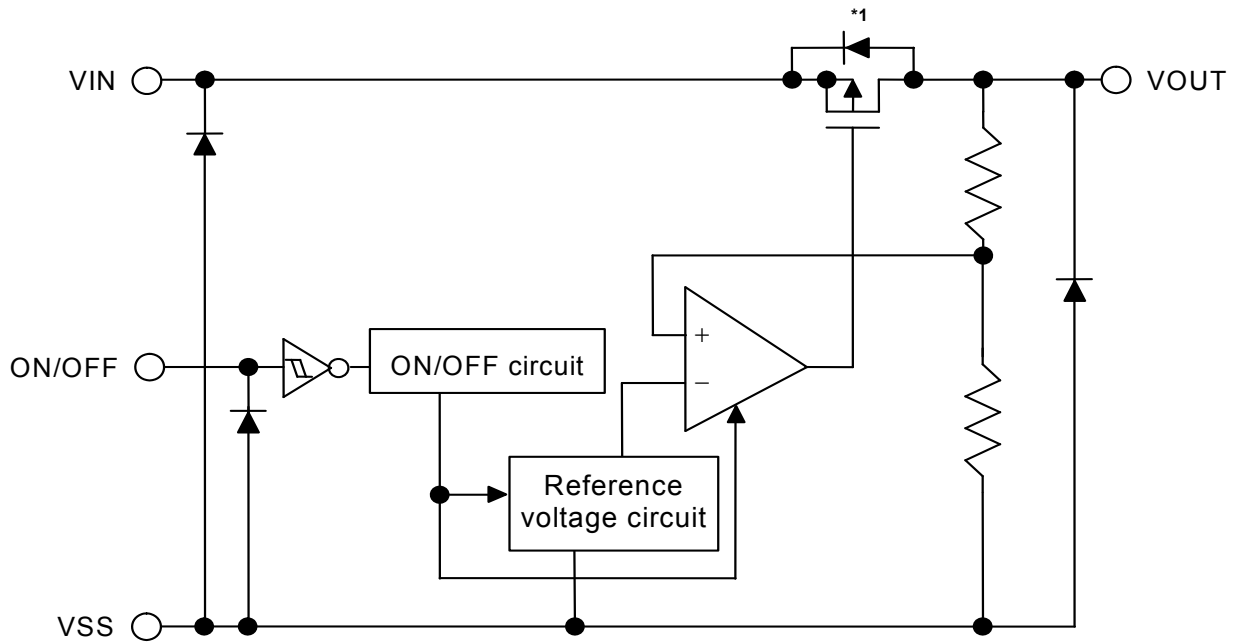 *1
VIN
VOUT
+
ON/OFF
ON/OFF circuit
−
Reference
voltage circuit
VSS